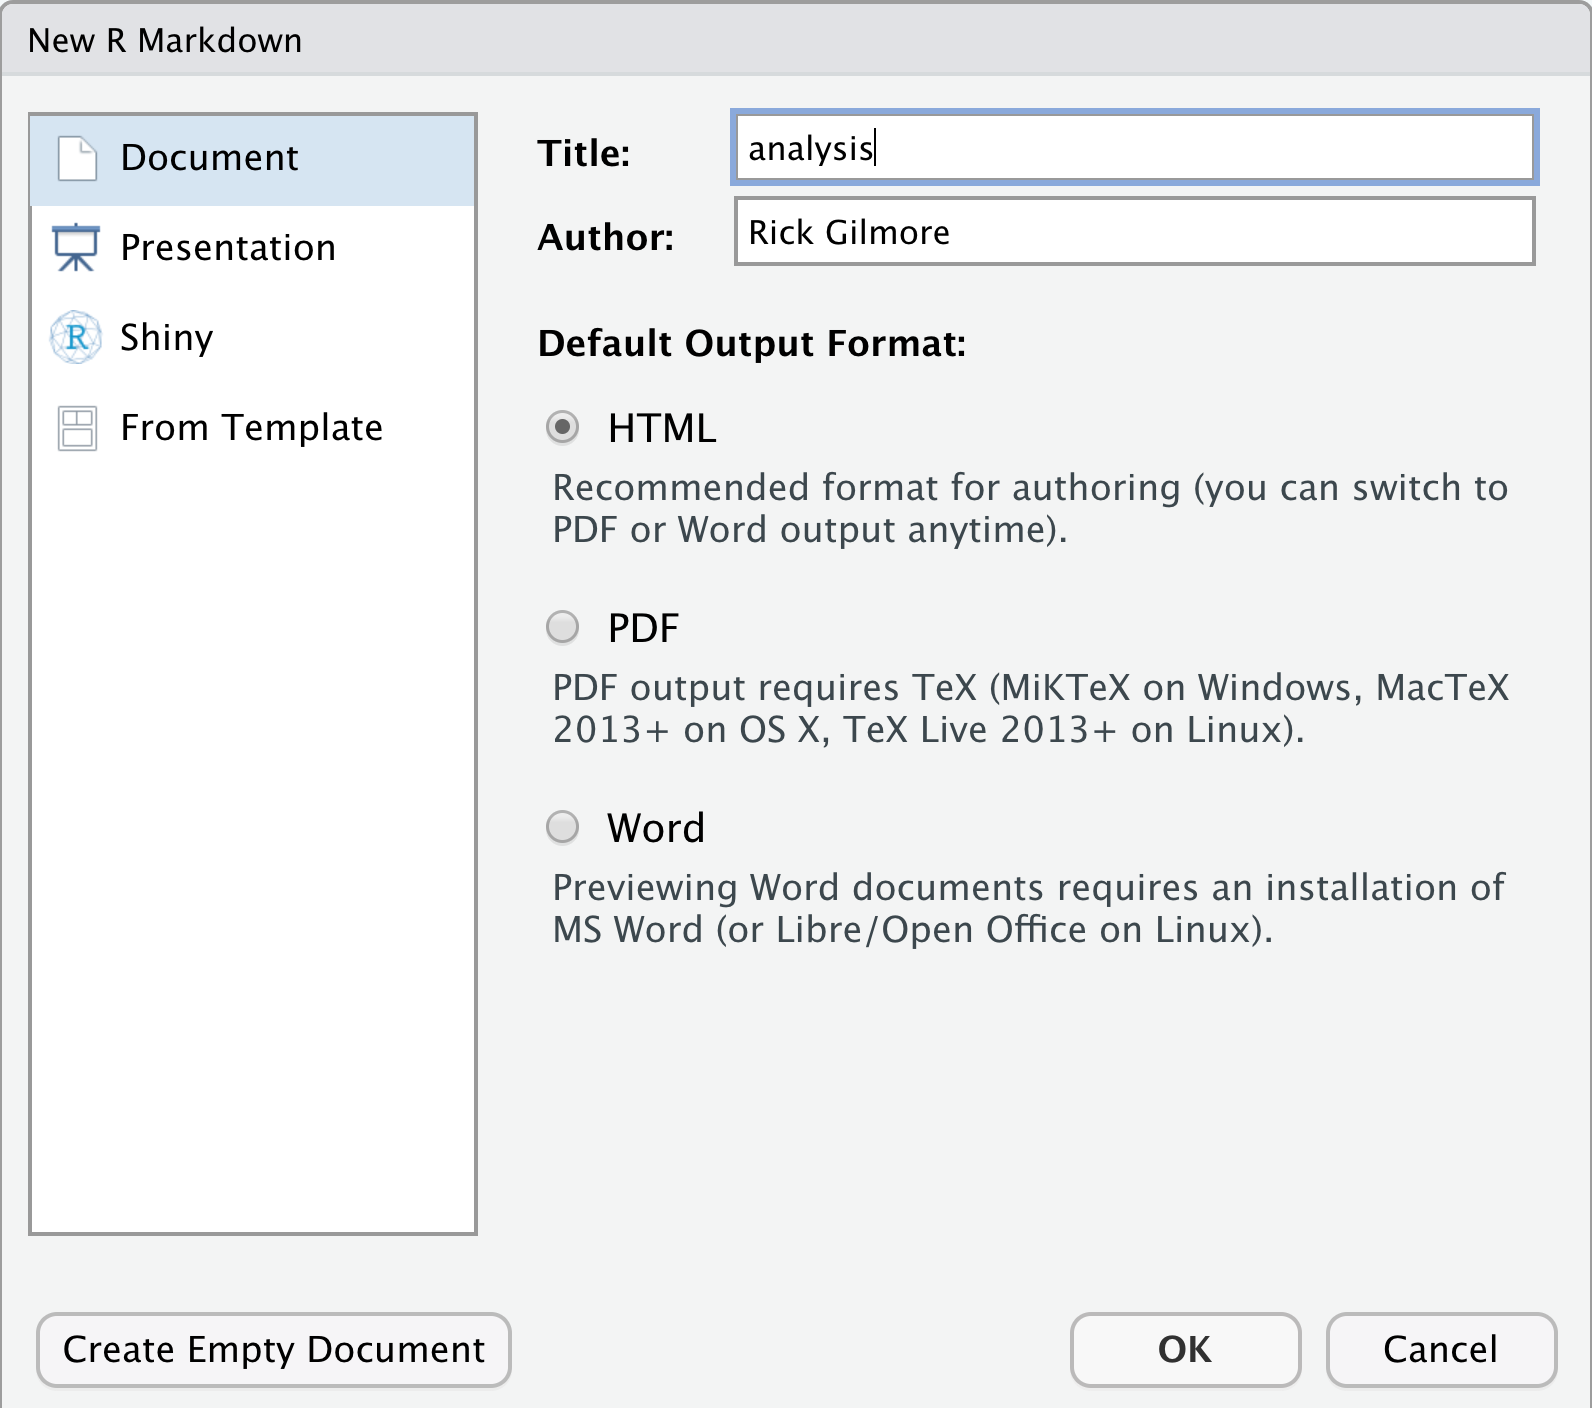 New R Markdown
Document
Presentation
R
Shiny
From Template
Title:
analysis
Author:
Rick Gilmore
Default Output Format:
HTML
Recommended format for authoring (you can switch to
PDF or Word output anytime).
PDF
PDF output requires TeX (MiKTeX on Windows, MacTeX
2013+ on OS X, TeX Live 2013+ on Linux).
Word
Previewing Word documents requires an installation of
MS Word (or Libre/Open Office on Linux).
Create Empty Document
OK
Cancel